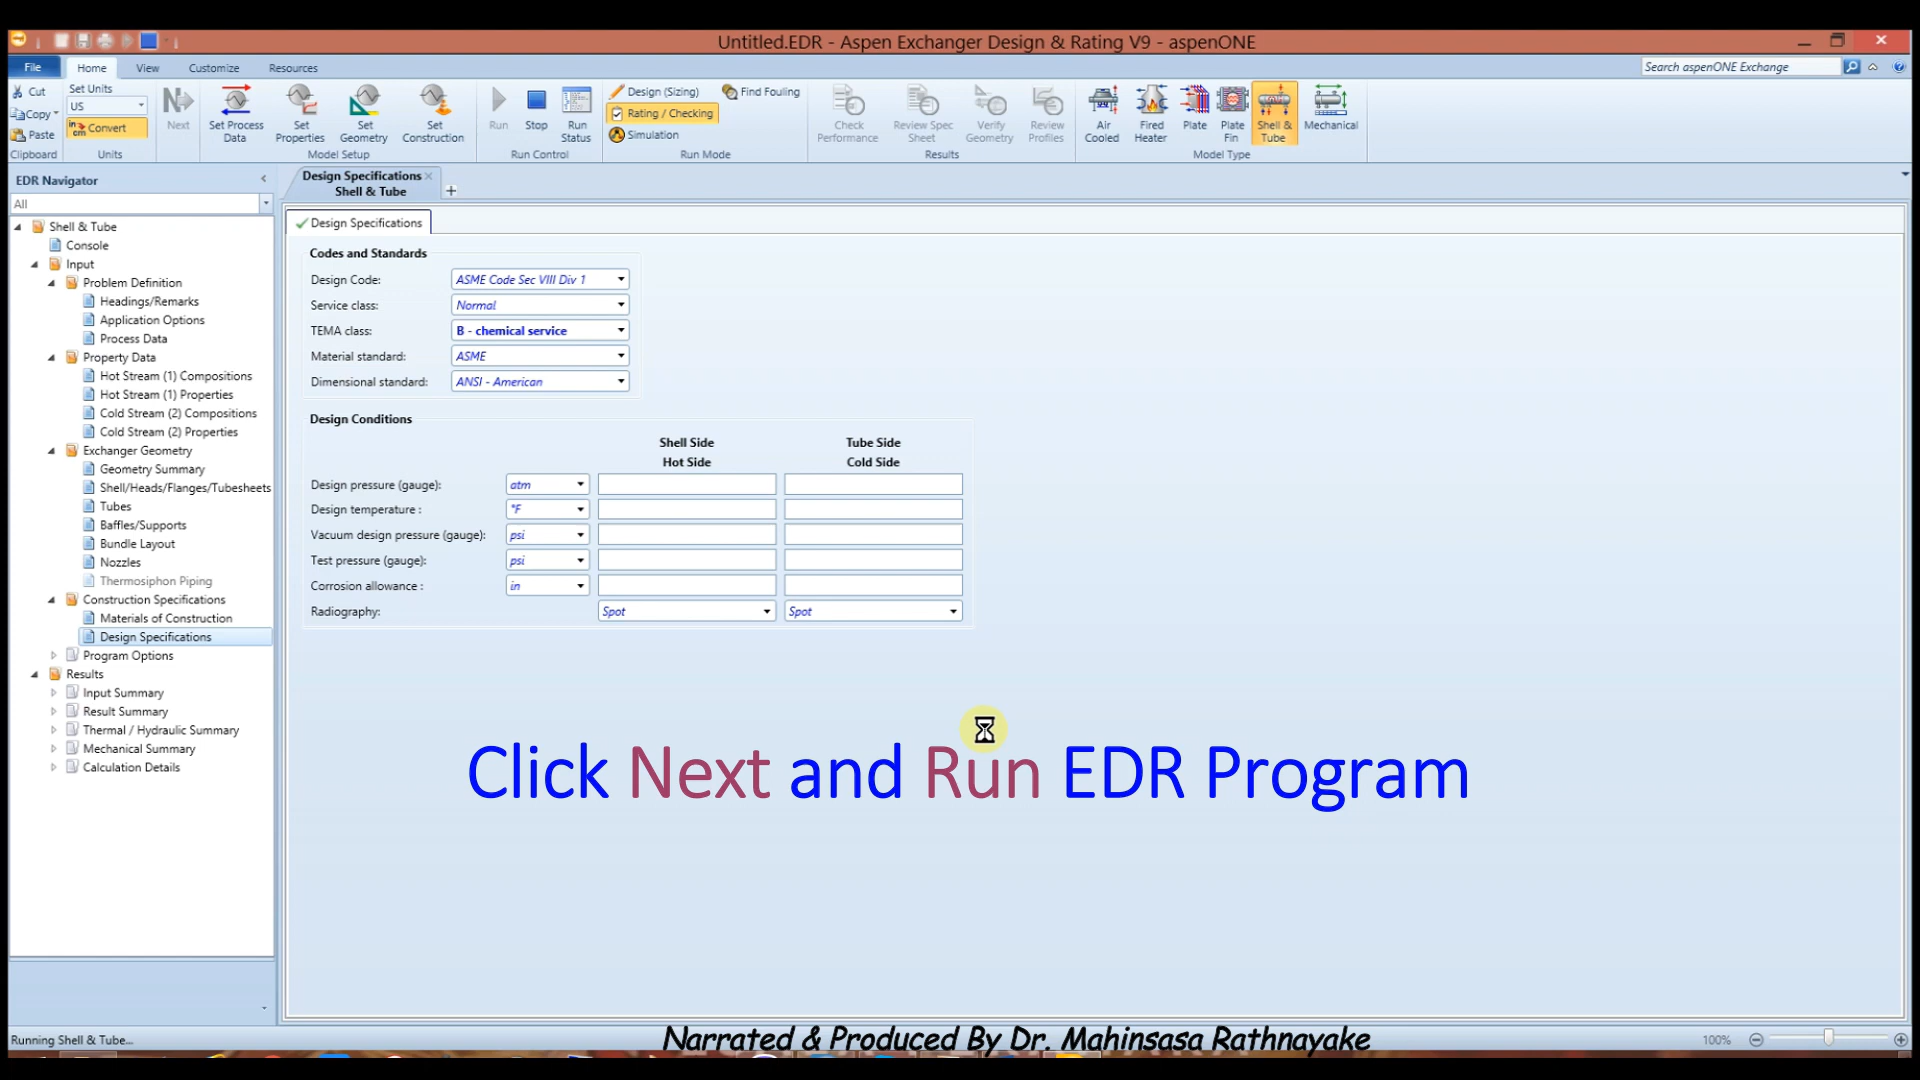 Untitled.EDR - Aspen Exchanger Design & Rating V9 - aspenONE
File Home View Customize Resources
Search aspenONE Exchange
Cut
Copy
Paste
Clipboard
Set Units
US
Convert
Units
Next
Set Process Data
Set Properties
Set Geometry
Set Construction
Model Setup
Run
Stop
Run Status
Run Control
Design (Sizing)
Rating / Checking
Simulation
Find Fouling
Run Mode
Check Performance
Review Spec Sheet
Verify Geometry
Review Profiles
Results
Air Cooled
Fired Heater
Plate
Plate Fin
Shell & Tube
Mechanical
Model Type
EDR Navigator
All
Shell & Tube
Console
Input
Problem Definition
Headings/Remarks
Application Options
Process Data
Property Data
Hot Stream (1) Compositions
Hot Stream (1) Properties
Cold Stream (2) Compositions
Cold Stream (2) Properties
Exchanger Geometry
Geometry Summary
Shell/Heads/Flanges/Tubesheets
Tubes
Baffles/Supports
Bundle Layout
Nozzles
Thermosiphon Piping
Construction Specifications
Materials of Construction
Design Specifications
Program Options
Results
Input Summary
Result Summary
Thermal / Hydraulic Summary
Mechanical Summary
Calculation Details
Design Specifications
Shell & Tube
Design Specifications
Codes and Standards
Design Code: ASME Code Sec VIII Div 1
Service class: Normal
TEMA class: B - chemical service
Material standard: ASME
Dimensional standard: ANSI - American
Design Conditions
Shell Side Tube Side
Hot Side Cold Side
Design pressure (gauge): atm
Design temperature : °F
Vacuum design pressure (gauge): psi
Test pressure (gauge): psi
Corrosion allowance : in
Radiography: Spot Spot
Click Next and Run EDR Program
Running Shell & Tube...
Narrated & Produced By Dr. Mahinsasa Rathnayake
100%